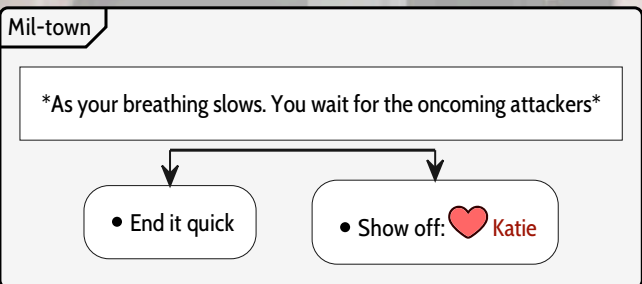 Mil-town
*As your breathing slows. You wait for the oncoming attackers*
• End it quick
• Show off: Katie